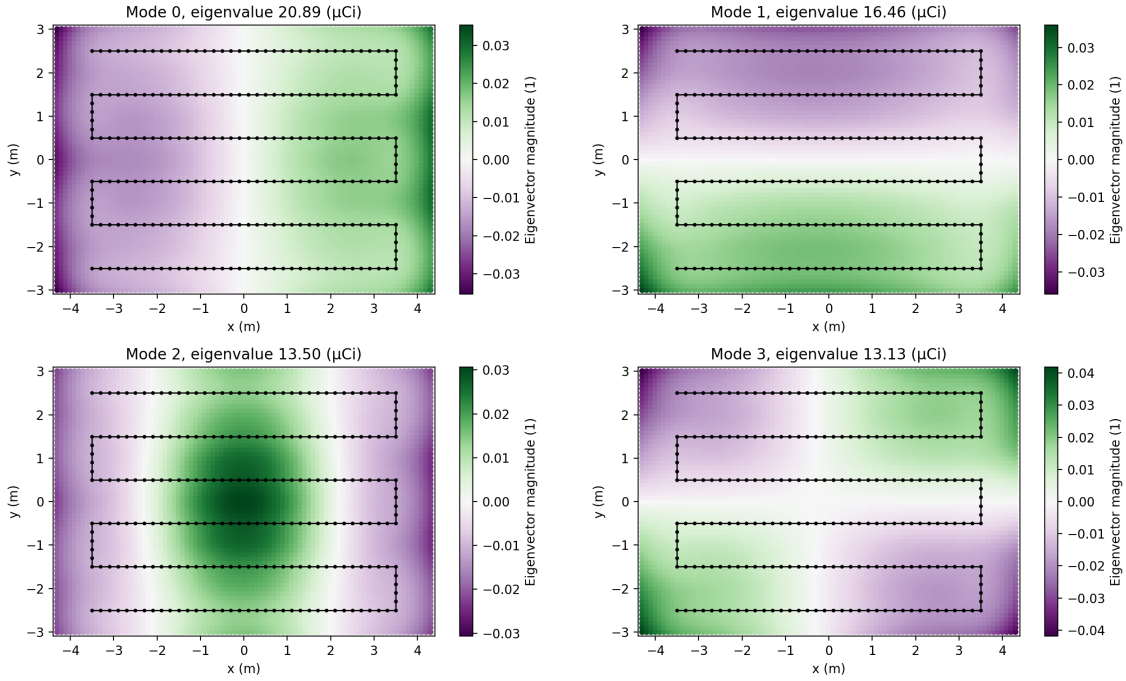 Mode 0, eigenvalue 20.89 (μCi)
3
2
1
0
−1
−2
−3
y (m)
−4 −3 −2 −1 0 1 2 3 4
x (m)
0.03
0.02
0.01
0.00
−0.01
−0.02
−0.03
Eigenvector magnitude (1)
Mode 1, eigenvalue 16.46 (μCi)
3
2
1
0
−1
−2
−3
y (m)
−4 −3 −2 −1 0 1 2 3 4
x (m)
0.03
0.02
0.01
0.00
−0.01
−0.02
−0.03
Eigenvector magnitude (1)
Mode 2, eigenvalue 13.50 (μCi)
3
2
1
0
−1
−2
−3
y (m)
−4 −3 −2 −1 0 1 2 3 4
x (m)
0.03
0.02
0.01
0.00
−0.01
−0.02
−0.03
Eigenvector magnitude (1)
Mode 3, eigenvalue 13.13 (μCi)
3
2
1
0
−1
−2
−3
y (m)
−4 −3 −2 −1 0 1 2 3 4
x (m)
0.04
0.03
0.02
0.01
0.00
−0.01
−0.02
−0.03
−0.04
Eigenvector magnitude (1)